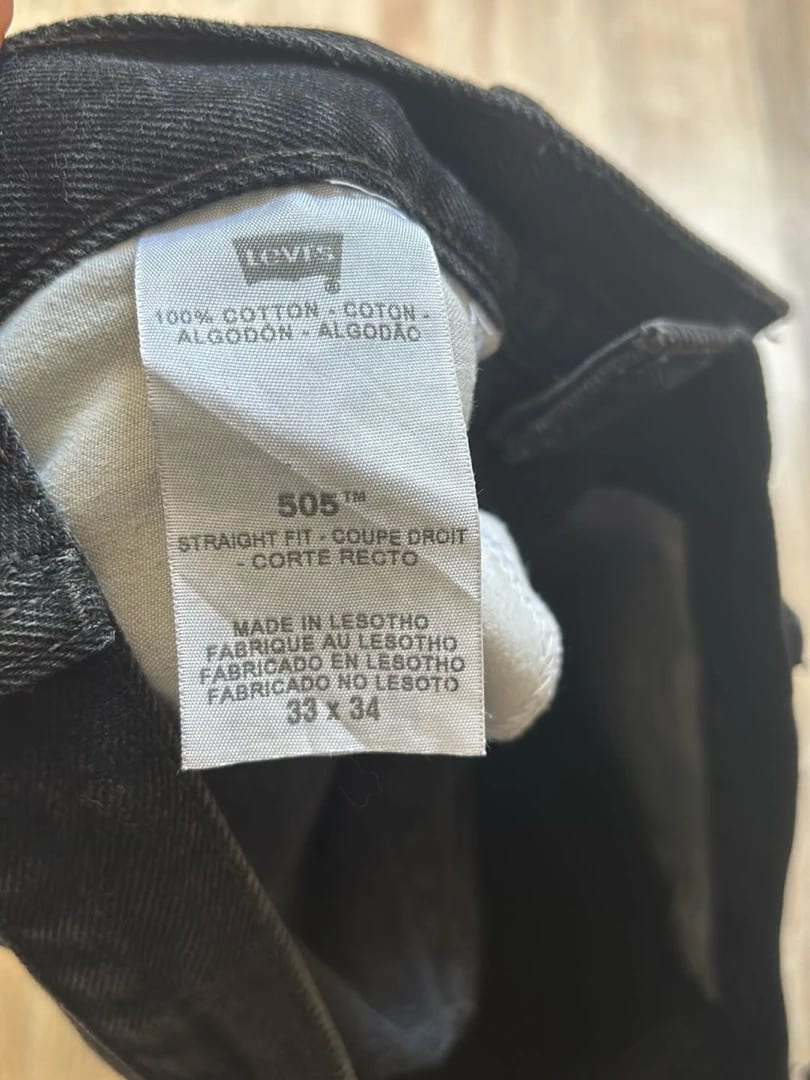 Levi's
®
100% COTTON - COTON -
ALGODÓN - ALGODÃO
505™
STRAIGHT FIT - COUPE DROIT
- CORTE RECTO
MADE IN LESOTHO
FABRIQUE AU LESOTHO
FABRICADO EN LESOTHO
FABRICADO NO LESOTO
33 x 34